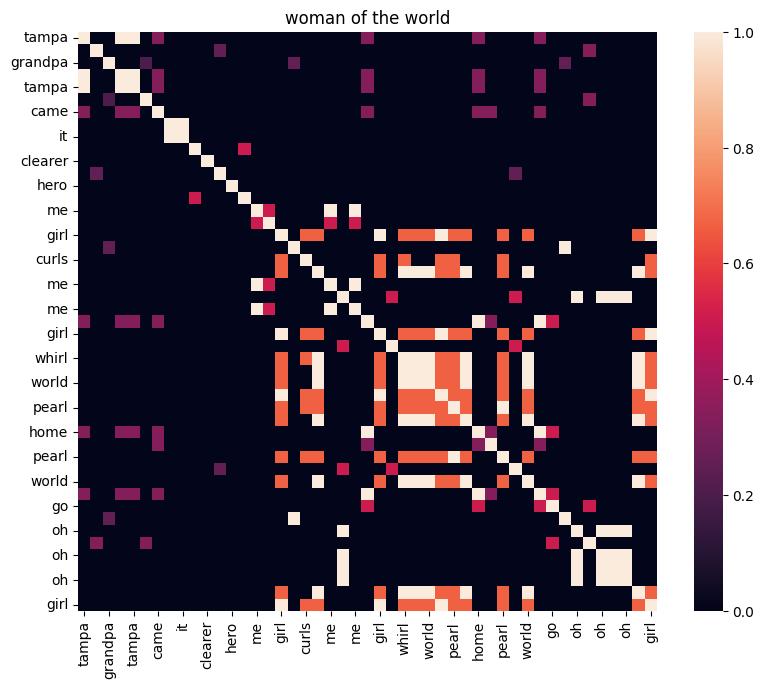 woman of the world
tampa
grandpa
tampa
came
it
clearer
hero
me
girl
curls
me
me
girl
whirl
world
pearl
home
pearl
world
go
oh
oh
oh
girl
1.0
0.8
0.6
0.4
0.2
0.0
tampa
grandpa
tampa
came
it
clearer
hero
me
girl
curls
me
me
girl
whirl
world
pearl
home
pearl
world
go
oh
oh
oh
girl